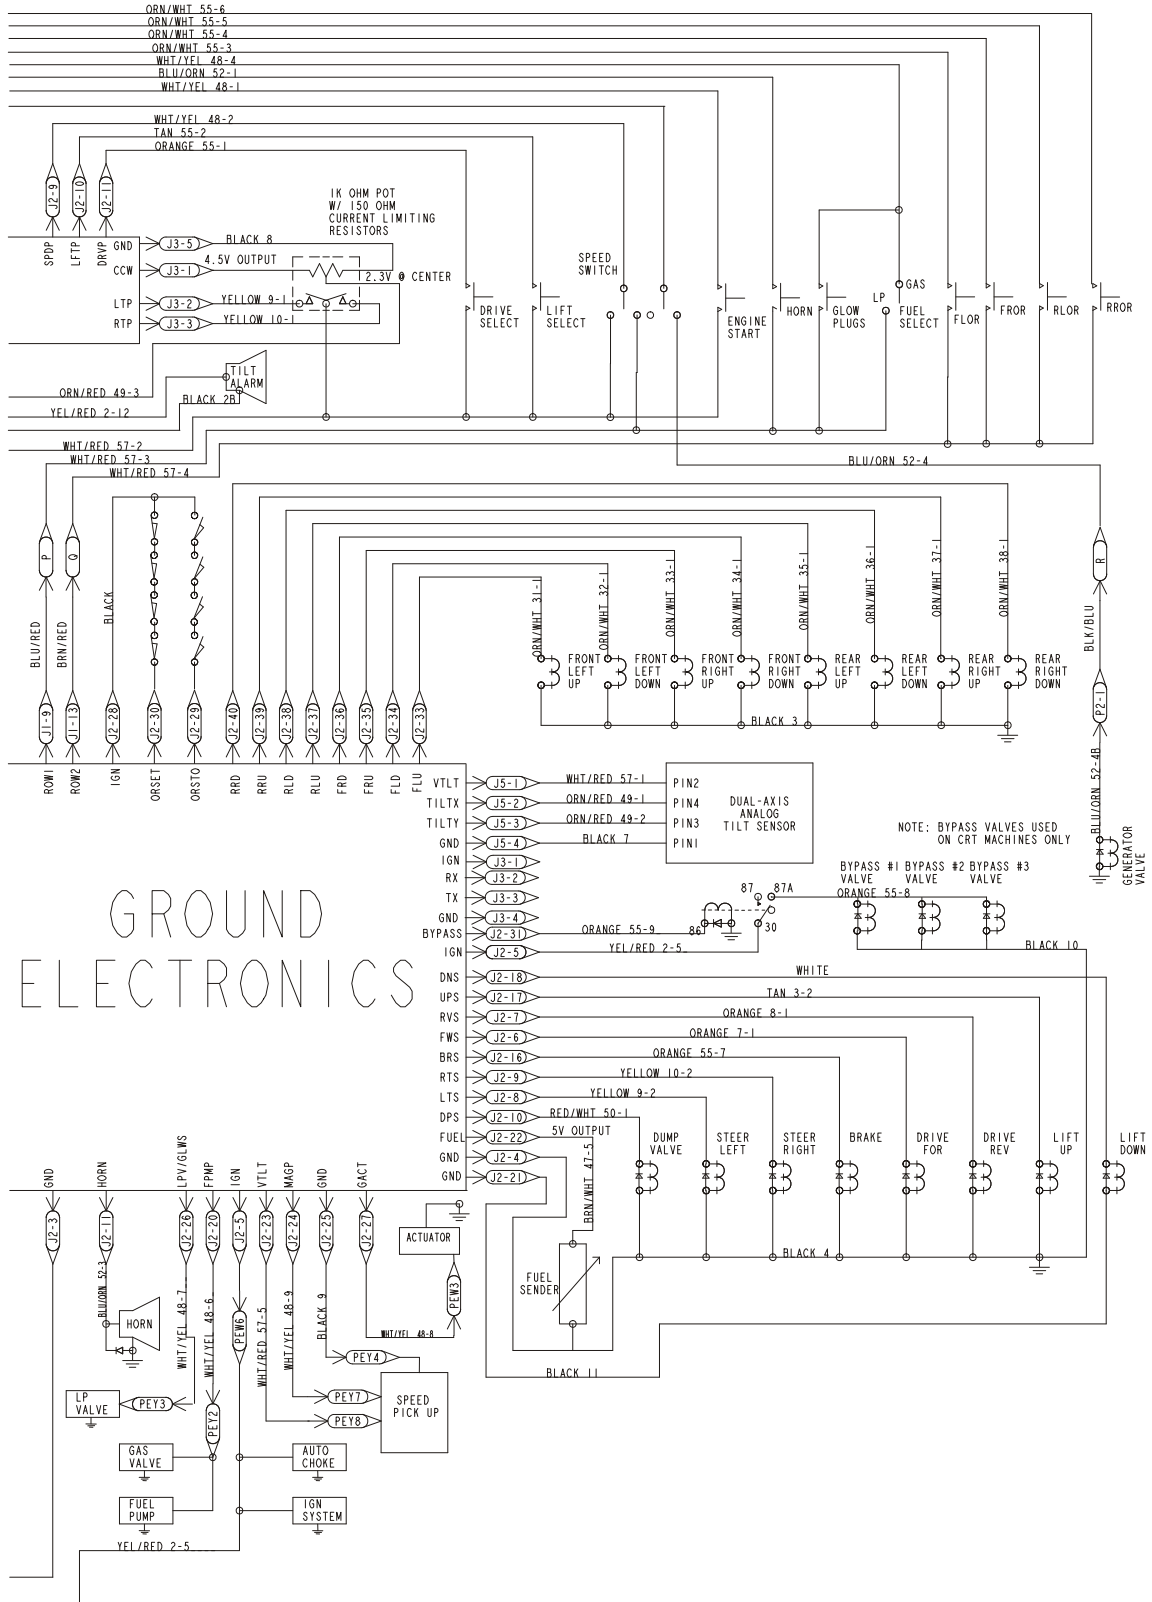 ORN/WHT 55-6
ORN/WHT 55-5
ORN/WHT 55-4
ORN/WHT 55-3
WHT/YEL 48-4
BLU/ORN 52-1
WHT/YEL 48-1
WHT/YEL 48-2
TAN 55-2
ORANGE 55-1
J2-9
J2-10
J2-11
SPDP
LFTP
DRVP
1K OHM POT
W/ 150 OHM
CURRENT LIMITING
RESISTORS
GND
J3-5
BLACK 8
CCW
J3-1
4.5V OUTPUT
2.3V @ CENTER
LTP
J3-2
YELLOW 9-1
RTP
J3-3
YELLOW 10-1
SPEED
SWITCH
DRIVE
SELECT
LIFT
SELECT
ENGINE
START
HORN
GLOW
PLUGS
GAS
LP
FUEL
SELECT
FLOR
FROR
RLOR
RROR
TILT
ALARM
ORN/RED 49-3
BLACK 2B
YEL/RED 2-12
WHT/RED 57-2
WHT/RED 57-3
WHT/RED 57-4
BLU/ORN 52-4
P
Q
BLU/RED
BRN/RED
BLACK
J1-9
J1-13
J2-28
J2-30
J2-29
J2-40
J2-39
J2-38
J2-37
J2-36
J2-35
J2-34
J2-33
ROW1
ROW2
IGN
ORSET
ORSTO
RRD
RRU
RLD
RLU
FRD
FRU
FLD
FLU
ORN/WHT 31-1
ORN/WHT 32-1
ORN/WHT 33-1
ORN/WHT 34-1
ORN/WHT 35-1
ORN/WHT 36-1
ORN/WHT 37-1
ORN/WHT 38-1
FRONT
LEFT
UP
FRONT
LEFT
DOWN
FRONT
RIGHT
UP
FRONT
RIGHT
DOWN
REAR
LEFT
UP
REAR
LEFT
DOWN
REAR
RIGHT
UP
REAR
RIGHT
DOWN
BLACK 3
R
BLK/BLU
P2-1
BLU/ORN 52-4B
GENERATOR
VALVE
GROUND
ELECTRONICS
VTLT
J5-1
WHT/RED 57-1
PIN2
TILTX
J5-2
ORN/RED 49-1
PIN4
TILTY
J5-3
ORN/RED 49-2
PIN3
GND
J5-4
BLACK 7
PIN1
DUAL-AXIS
ANALOG
TILT SENSOR
IGN
J3-1
RX
J3-2
TX
J3-3
GND
J3-4
BYPASS
J2-31
ORANGE 55-9
IGN
J2-5
YEL/RED 2-5
86
87
87A
30
NOTE: BYPASS VALVES USED
ON CRT MACHINES ONLY
BYPASS #1
VALVE
BYPASS #2
VALVE
BYPASS #3
VALVE
ORANGE 55-8
BLACK 10
DNS
J2-18
WHITE
UPS
J2-17
TAN 3-2
RVS
J2-7
ORANGE 8-1
FWS
J2-6
ORANGE 7-1
BRS
J2-16
ORANGE 55-7
RTS
J2-9
YELLOW 10-2
LTS
J2-8
YELLOW 9-2
DPS
J2-10
RED/WHT 50-1
FUEL
J2-22
5V OUTPUT
GND
J2-4
GND
J2-21
BRN/WHT 47-5
DUMP
VALVE
STEER
LEFT
STEER
RIGHT
BRAKE
DRIVE
FOR
DRIVE
REV
LIFT
UP
LIFT
DOWN
BLACK 4
FUEL
SENDER
BLACK 11
GND
HORN
LPV/GLWS
FPMP
IGN
VTLT
MAGP
GND
GACT
J2-3
J2-11
J2-26
J2-20
J2-5
J2-23
J2-24
J2-25
J2-27
ACTUATOR
PEW3
BLU/ORN 52-3
WHT/YEL 48-7
WHT/YEL 48-6
PEW6
WHT/RED 57-5
WHT/YEL 48-9
BLACK 9
WHT/YEL 48-8
HORN
PEY4
PEY7
PEY8
SPEED
PICK UP
LP
VALVE
PEY3
PEY2
GAS
VALVE
AUTO
CHOKE
FUEL
PUMP
IGN
SYSTEM
YEL/RED 2-5